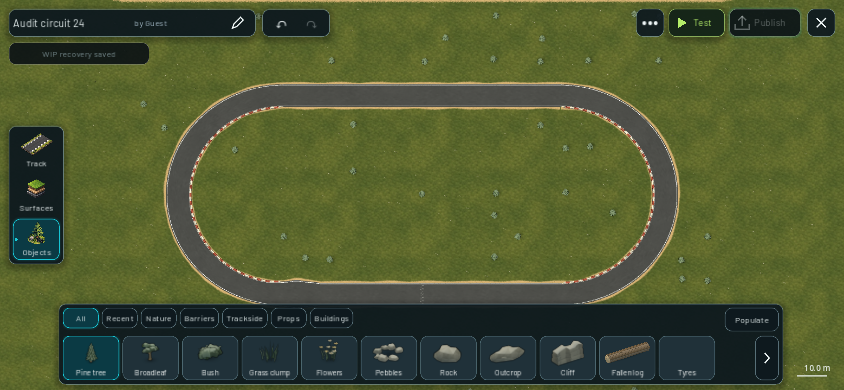 Audit circuit 24 by Guest
Test
Publish
WIP recovery saved
Track
Surfaces
Objects
All Recent Nature Barriers Trackside Props Buildings
Populate
Pine tree Broadleaf Bush Grass clump Flowers Pebbles Rock Outcrop Cliff Fallen log Tyres
10.0 m